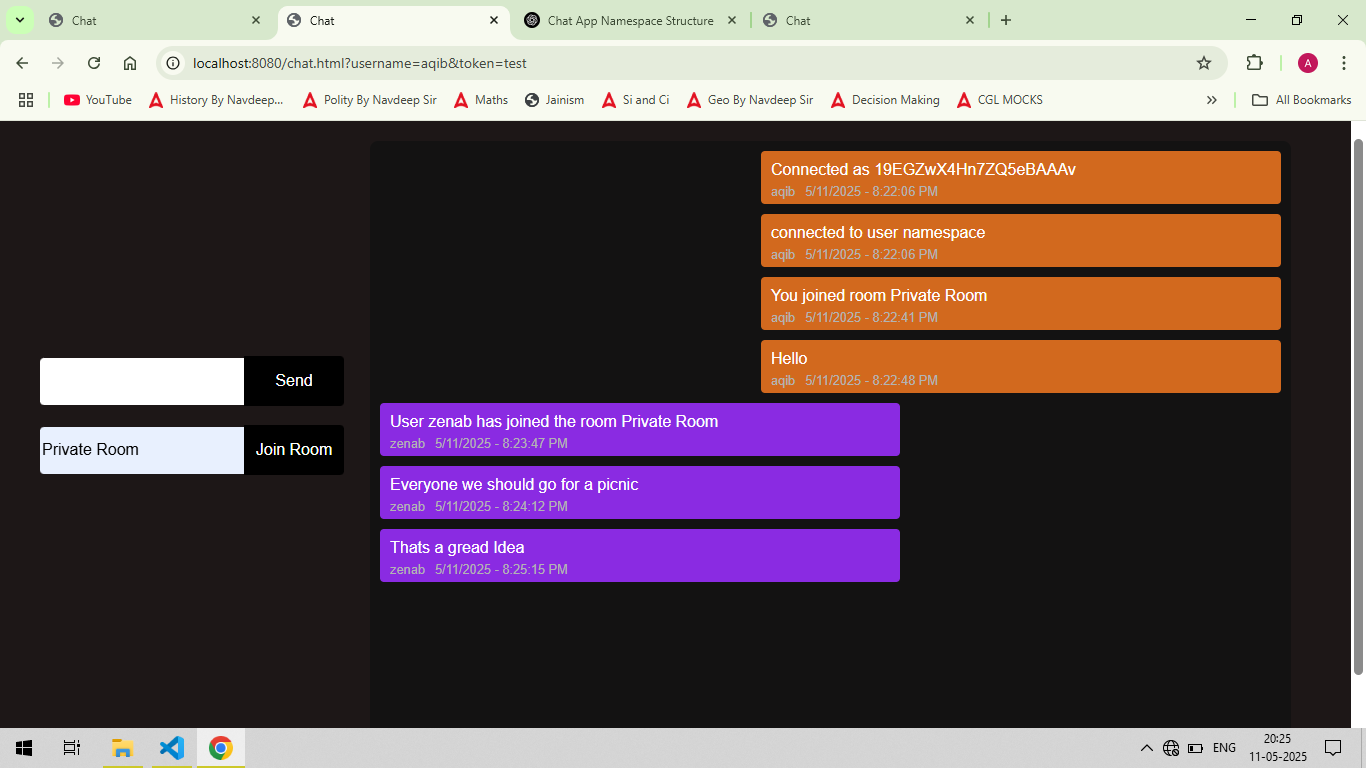 Chat
Chat
Chat App Namespace Structure
Chat
localhost:8080/chat.html?username=aqib&token=test
A
YouTube
History By Navdeep...
Polity By Navdeep Sir
Maths
Jainism
Si and Ci
Geo By Navdeep Sir
Decision Making
CGL MOCKS
All Bookmarks
Connected as 19EGZwX4Hn7ZQ5eBAAAv
aqib 5/11/2025 - 8:22:06 PM
connected to user namespace
aqib 5/11/2025 - 8:22:06 PM
You joined room Private Room
aqib 5/11/2025 - 8:22:41 PM
Hello
aqib 5/11/2025 - 8:22:48 PM
Send
Private Room
Join Room
User zenab has joined the room Private Room
zenab 5/11/2025 - 8:23:47 PM
Everyone we should go for a picnic
zenab 5/11/2025 - 8:24:12 PM
Thats a gread Idea
zenab 5/11/2025 - 8:25:15 PM
ENG
20:25
11-05-2025